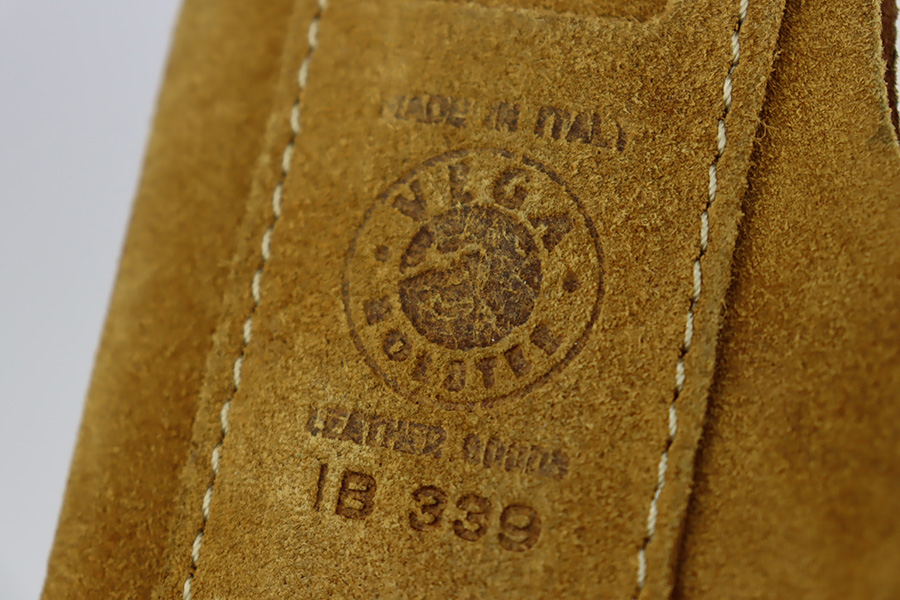 MADE IN ITALY
VEGA
HOLSTER
LEATHER GOODS
IB 339